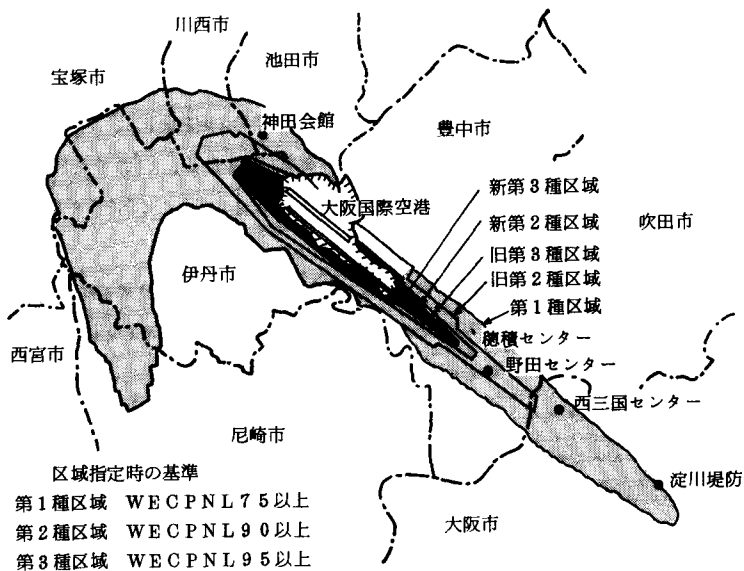 川西市
池田市
宝塚市
神田会館
豊中市
新第3種区域
大阪国際空港
新第2種区域
吹田市
旧第3種区域
伊丹市
旧第2種区域
第1種区域
穂積センター
西宮市
野田センター
西三国センター
尼崎市
区域指定時の基準
淀川堤防
第1種区域 WECPNL75以上
第2種区域 WECPNL90以上
大阪市
第3種区域 WECPNL95以上